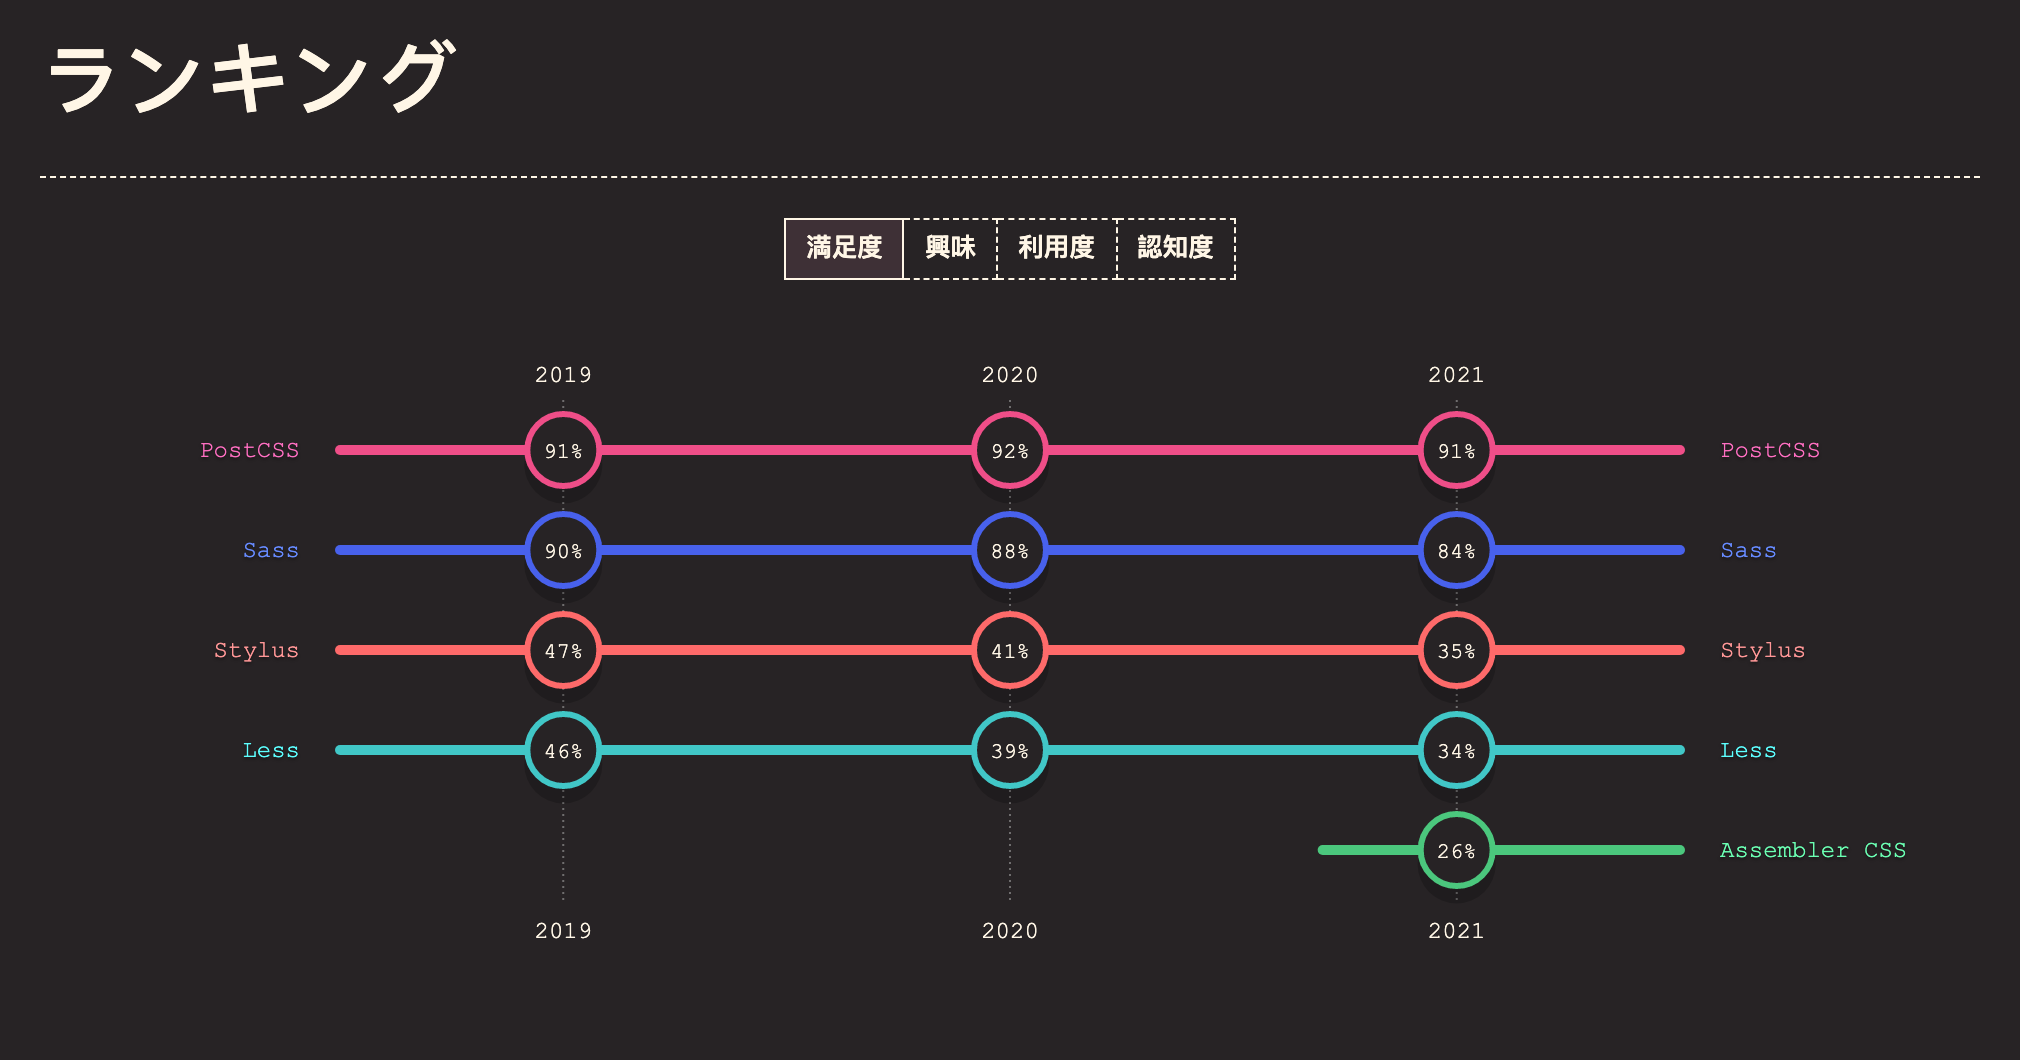 ランキング
満足度 興味 利用度 認知度
2019 2020 2021
PostCSS 91% 92% 91% PostCSS
Sass 90% 88% 84% Sass
Stylus 47% 41% 35% Stylus
Less 46% 39% 34% Less
26% Assembler CSS
2019 2020 2021